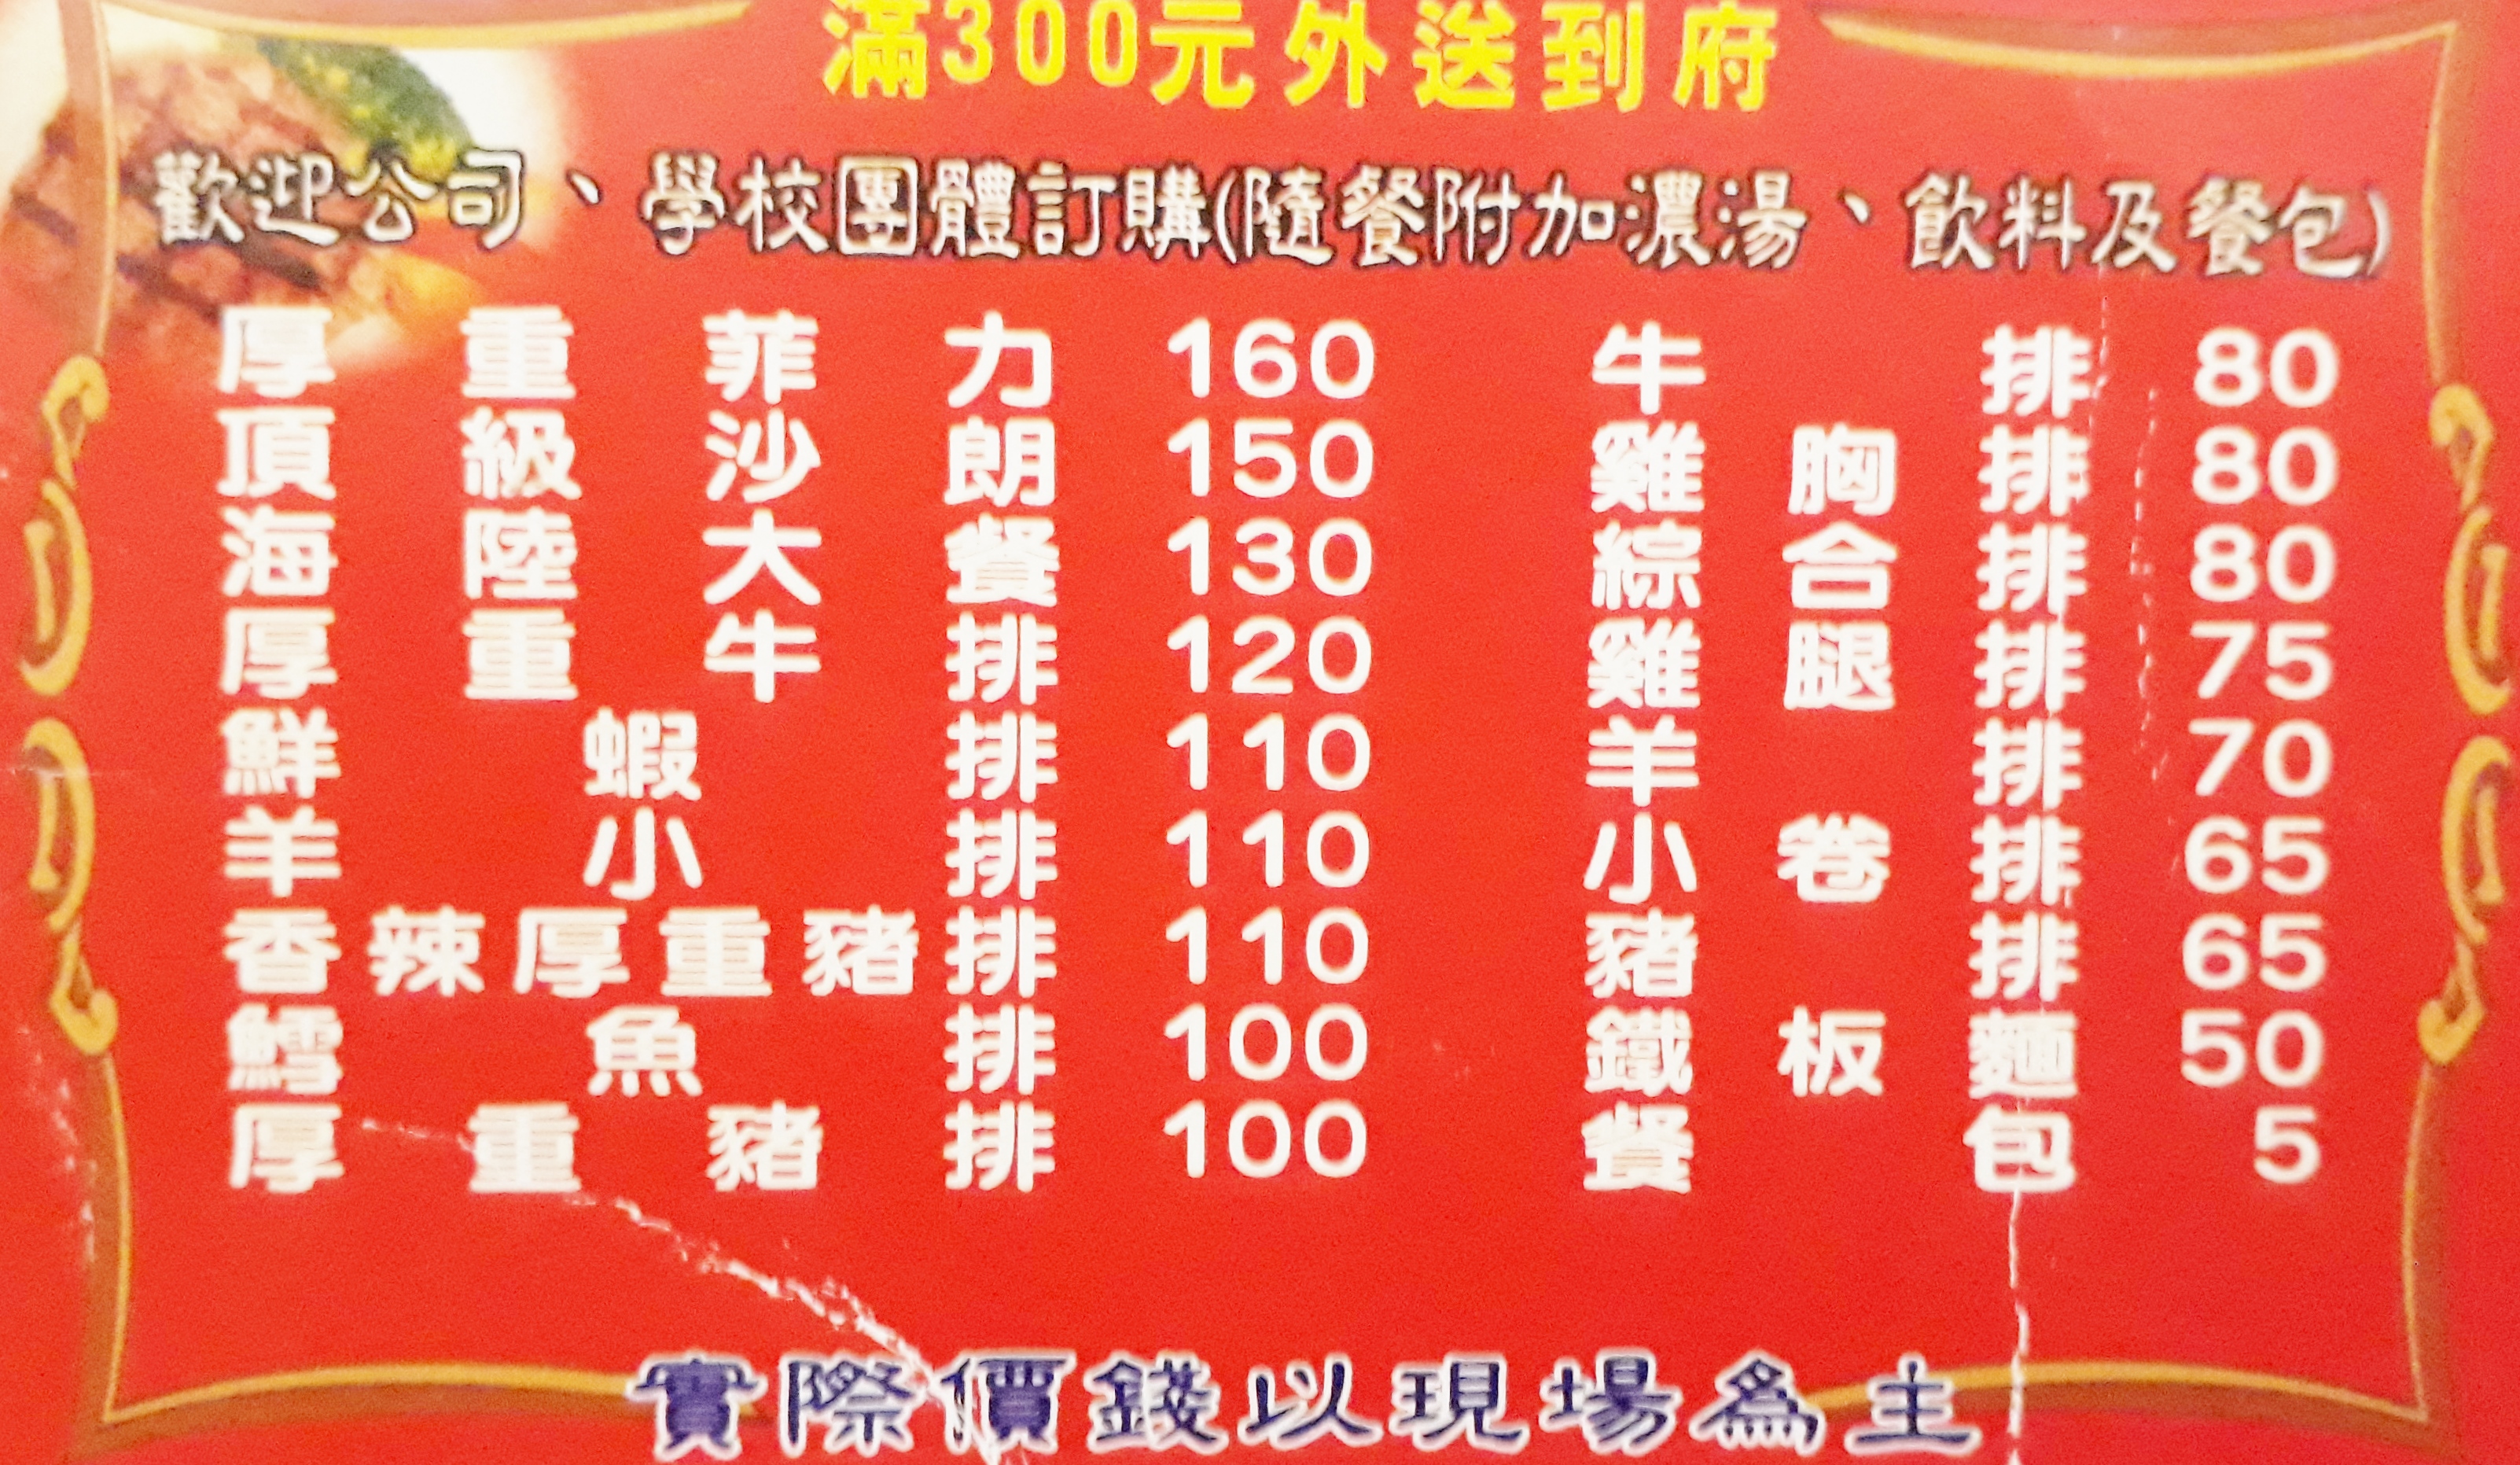 滿300元外送到府
歡迎公司、學校團體訂購(隨餐附加濃湯、飲料及餐包)
厚重菲力 160 牛排 80
頂級沙朗 150 雞胸排 80
海陸大餐 130 綜合排 80
厚重牛排 120 雞腿排 75
鮮蝦排 110 羊排 70
羊小排 110 小卷排 65
香辣厚重豬排 110 豬排 65
鱈魚排 100 鐵板麵 50
厚重豬排 100 餐包 5
實際價錢以現場為主